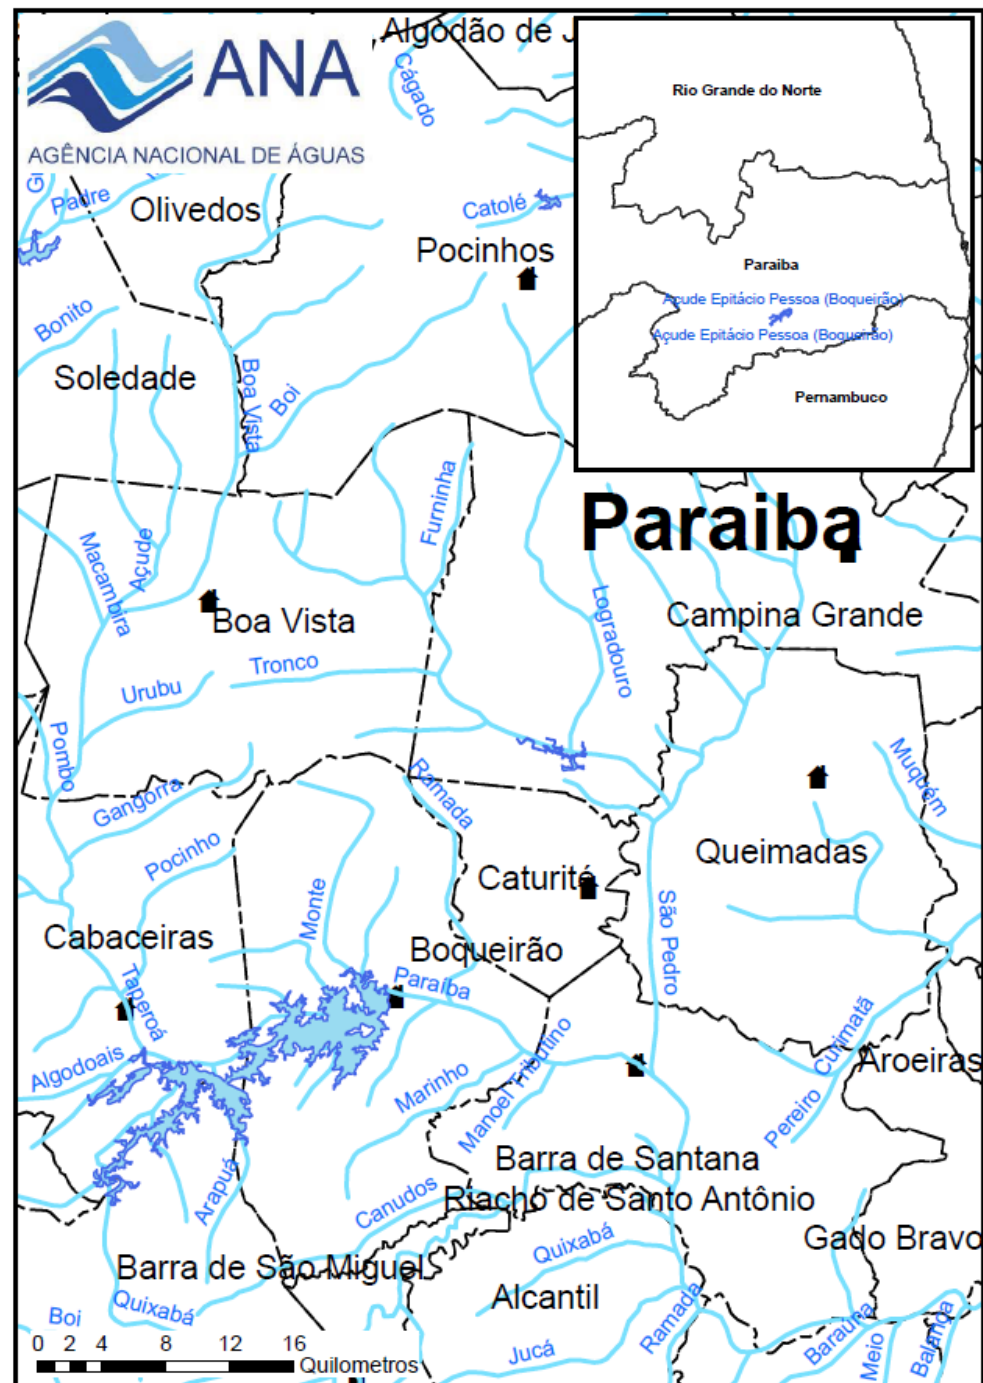 Algodão de J
ANA
AGÊNCIA NACIONAL DE ÁGUAS
Cágado
Rio Grande do Norte
Paraiba
Açude Epitácio Pessoa (Boqueirão)
Açude Epitácio Pessoa (Boqueirão)
Pernambuco
Padre
Olivedos
Catolé
Pocinhos
Bonito
Soledade
Boa Vista
Boi
Furninha
Paraiba
Macambira
Açude
Logradouro
Boa Vista
Campina Grande
Tronco
Urubu
Pombo
Muquém
Gangorra
Ramada
Pocinho
Queimadas
Caturité
Monte
São Pedro
Cabaceiras
Boqueirão
Taperoá
Paraíba
Curimatã
Algodoais
Marinho
Manoel Tributino
Pereiro
Aroeiras
Arapuá
Barra de Santana
Canudos
Riacho de Santo Antônio
Quixabá
Gado Bravo
Barra de São Miguel
Quixabá
Alcantil
Ramada
Boi
Jucá
Baraúna
Meio
Balança
0 2 4 8 12 16
Quilometros